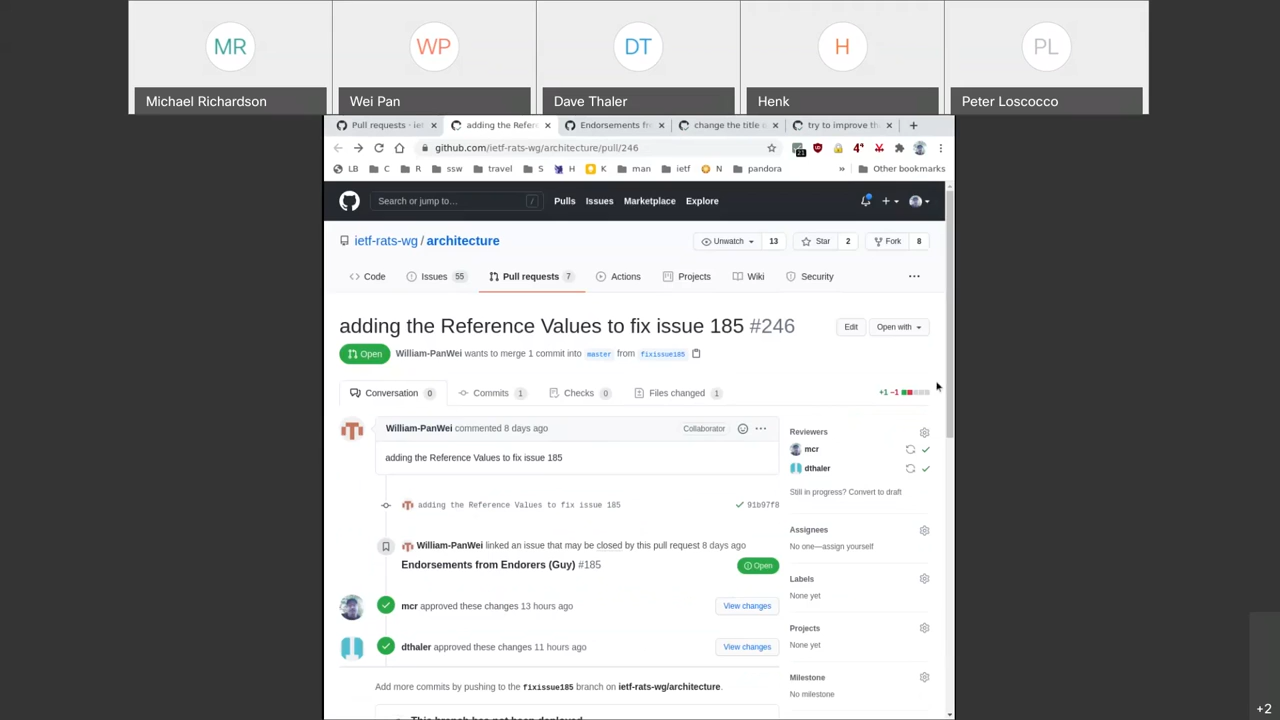 MR WP DT H PL
Michael Richardson Wei Pan Dave Thaler Henk Peter Loscocco
Pull requests · iet × adding the Refere × Endorsements fr × change the title o × try to improve th × +
github.com/ietf-rats-wg/architecture/pull/246
LB C R ssw travel S H K man ietf N pandora » Other bookmarks
Search or jump to... / Pulls Issues Marketplace Explore
ietf-rats-wg / architecture Unwatch 13 Star 2 Fork 8
Code Issues 55 Pull requests 7 Actions Projects Wiki Security ...
adding the Reference Values to fix issue 185 #246 Edit Open with
Open William-PanWei wants to merge 1 commit into master from fixissue185
Conversation 0 Commits 1 Checks 0 Files changed 1 +1 −1
William-PanWei commented 8 days ago Collaborator ...
adding the Reference Values to fix issue 185
Reviewers
mcr
dthaler
Still in progress? Convert to draft
adding the Reference Values to fix issue 185 91b97f8
Assignees
No one—assign yourself
William-PanWei linked an issue that may be closed by this pull request 8 days ago
Endorsements from Endorers (Guy) #185 Open
Labels
None yet
mcr approved these changes 13 hours ago View changes
Projects
None yet
dthaler approved these changes 11 hours ago View changes
Milestone
No milestone
Add more commits by pushing to the fixissue185 branch on ietf-rats-wg/architecture.
This branch has not been deployed
+2